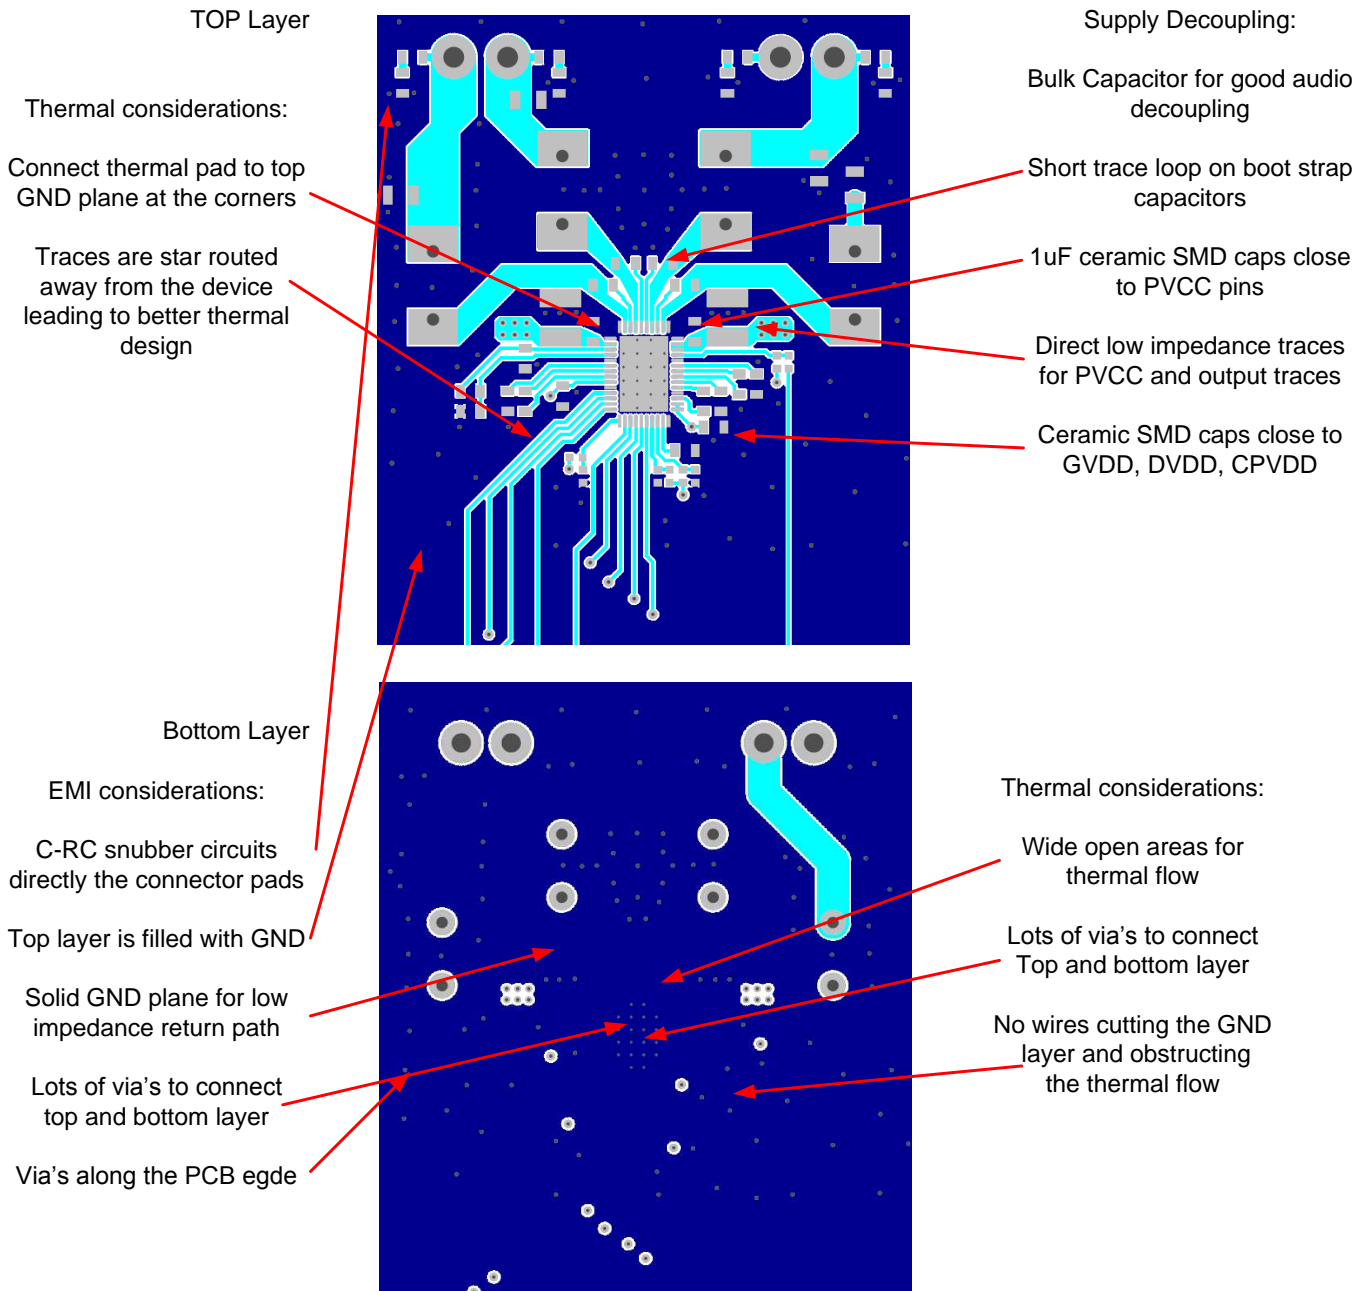 TOP Layer
Thermal considerations:
Connect thermal pad to top
GND plane at the corners
Traces are star routed
away from the device
leading to better thermal
design
Supply Decoupling:
Bulk Capacitor for good audio
decoupling
Short trace loop on boot strap
capacitors
1uF ceramic SMD caps close
to PVCC pins
Direct low impedance traces
for PVCC and output traces
Ceramic SMD caps close to
GVDD, DVDD, CPVDD
Bottom Layer
EMI considerations:
C-RC snubber circuits
directly the connector pads
Top layer is filled with GND
Solid GND plane for low
impedance return path
Lots of via's to connect
top and bottom layer
Via's along the PCB egde
Thermal considerations:
Wide open areas for
thermal flow
Lots of via's to connect
Top and bottom layer
No wires cutting the GND
layer and obstructing
the thermal flow